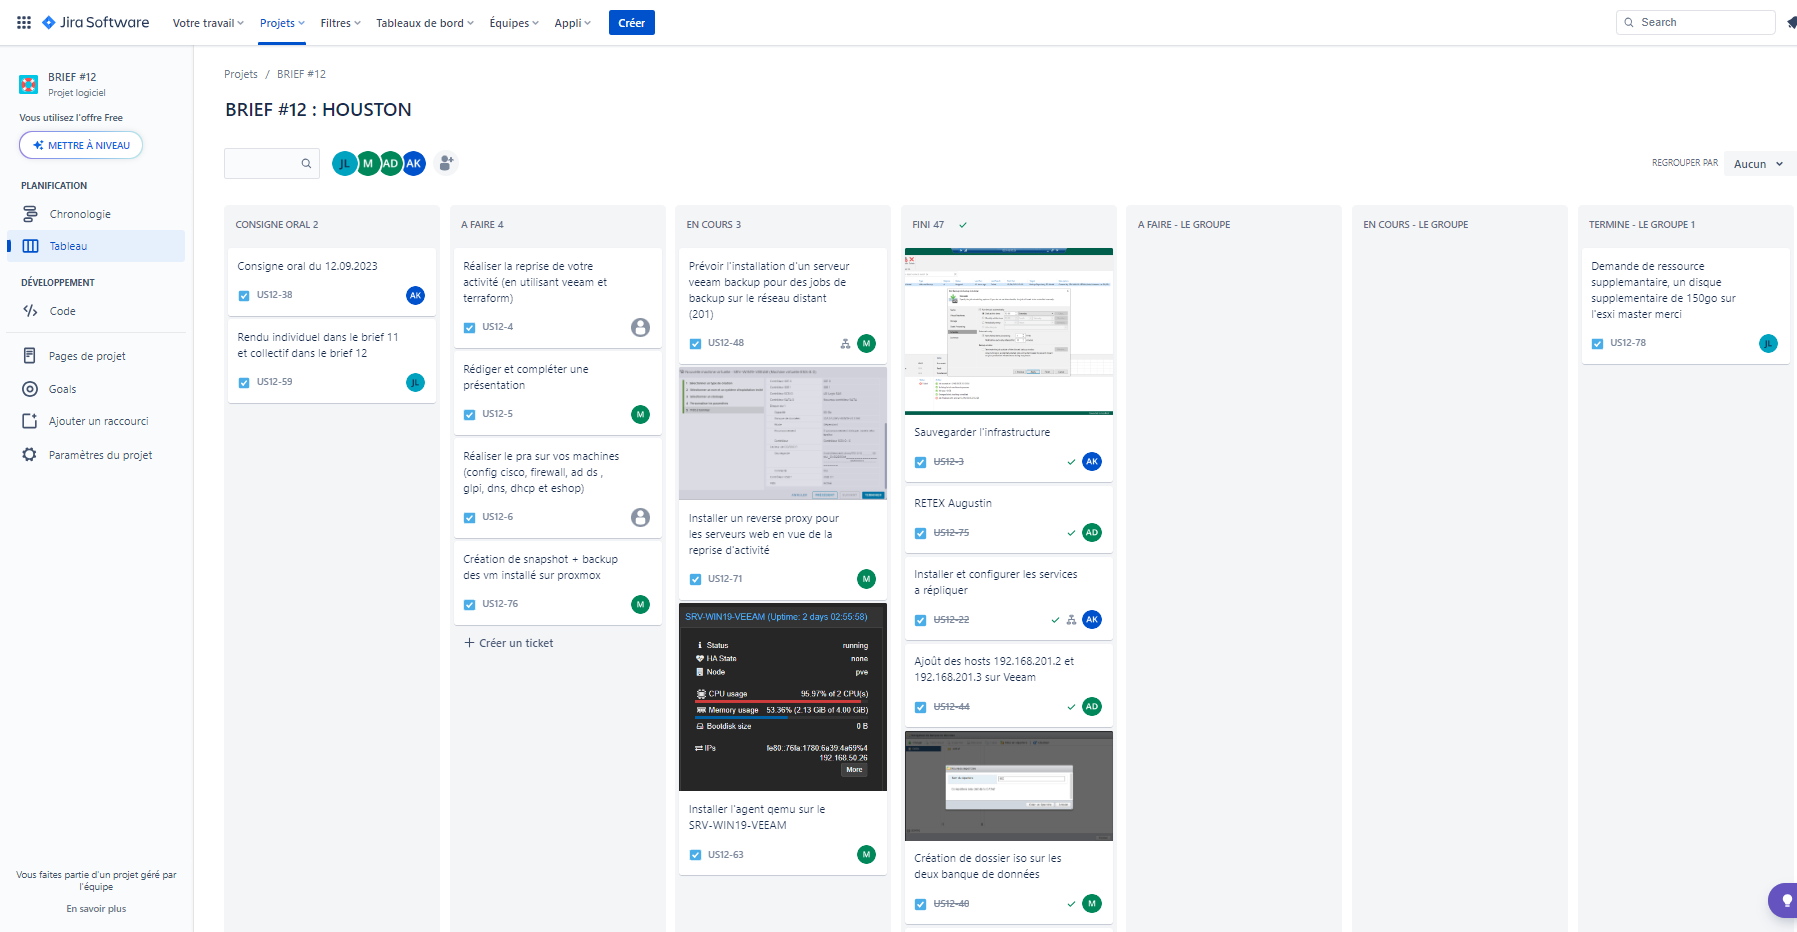 Jira Software
Votre travail
Projets
Filtres
Tableaux de bord
Équipes
Appli
Créer
Search
BRIEF #12
Projet logiciel
Vous utilisez l'offre Free
METTRE À NIVEAU
PLANIFICATION
Chronologie
Tableau
DÉVELOPPEMENT
Code
Pages de projet
Goals
Ajouter un raccourci
Paramètres du projet
Vous faites partie d'un projet géré par
l'équipe
En savoir plus
Projets / BRIEF #12
BRIEF #12 : HOUSTON
JL M AD AK
REGROUPER PAR
Aucun
CONSIGNE ORAL 2
Consigne oral du 12.09.2023
US12-38
AK
Rendu individuel dans le brief 11
et collectif dans le brief 12
US12-59
JL
A FAIRE 4
Réaliser la reprise de votre
activité (en utilisant veeam et
terraform)
US12-4
Rédiger et compléter une
présentation
US12-5
M
Réaliser le pra sur vos machines
(config cisco, firewall, ad ds ,
glpi, dns, dhcp et eshop)
US12-6
Création de snapshot + backup
des vm installé sur proxmox
US12-76
M
+ Créer un ticket
EN COURS 3
Prévoir l'installation d'un serveur
veeam backup pour des jobs de
backup sur le réseau distant
(201)
US12-48
M
Installer un reverse proxy pour
les serveurs web en vue de la
reprise d'activité
US12-71
M
SRV-WIN19-VEEAM (Uptime: 2 days 02:55:58)
Status running
HA State none
Node pve
CPU usage 95.97% of 2 CPU(s)
Memory usage 53.36% (2.13 GiB of 4.00 GiB)
Bootdisk size 0 B
IPs fe80::76fa:1780:6a39:4a69%4
192.168.50.26
More
Installer l'agent qemu sur le
SRV-WIN19-VEEAM
US12-63
M
FINI 47
Sauvegarder l'infrastructure
US12-3
AK
RETEX Augustin
US12-75
AD
Installer et configurer les services
a répliquer
US12-22
AK
Ajoût des hosts 192.168.201.2 et
192.168.201.3 sur Veeam
US12-44
AD
Création de dossier iso sur les
deux banque de données
US12-40
M
A FAIRE - LE GROUPE
EN COURS - LE GROUPE
TERMINE - LE GROUPE 1
Demande de ressource
supplemantaire, un disque
supplementaire de 150go sur
l'esxi master merci
US12-78
JL